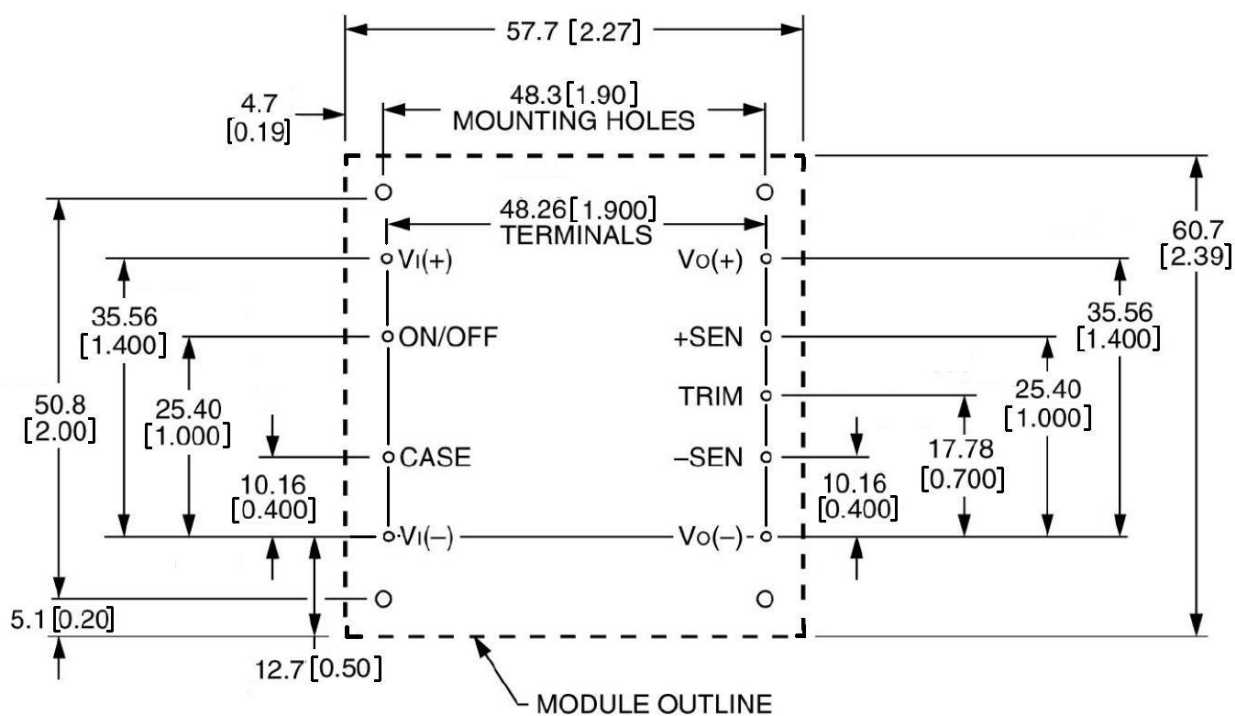 57.7 [2.27]
4.7
[0.19]
48.3[1.90]
MOUNTING HOLES
48.26[1.900]
TERMINALS
60.7
[2.39]
VI(+)
VO(+)
35.56
[1.400]
35.56
[1.400]
ON/OFF
+SEN
50.8
[2.00]
25.40
[1.000]
TRIM
25.40
[1.000]
CASE
–SEN
17.78
[0.700]
10.16
[0.400]
10.16
[0.400]
VI(–)
VO(–)
5.1[0.20]
12.7[0.50]
MODULE OUTLINE